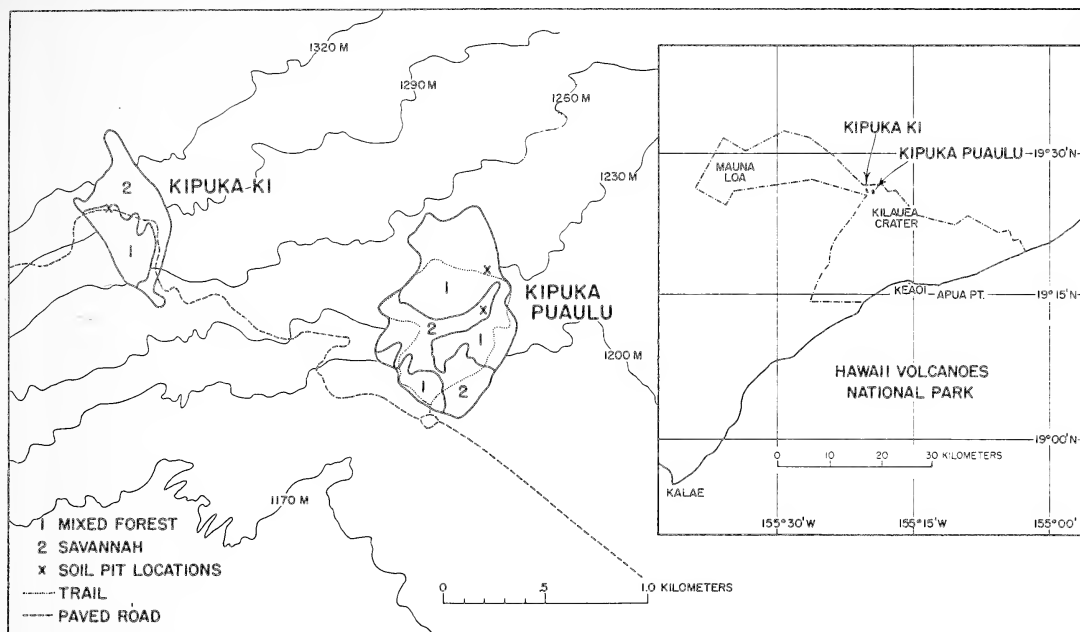 1320 M
1290 M
1260 M
1230 M
1200 M
1170 M
2
KIPUKA KI
1
1
KIPUKA
PUAULU
x
x
x
2
1
1
2
1 MIXED FOREST
2 SAVANNAH
x SOIL PIT LOCATIONS
TRAIL
PAVED ROAD
0 .5 1.0 KILOMETERS
KIPUKA KI
KIPUKA PUAULU
19°30'N
MAUNA
LOA
KILAUEA
CRATER
KEAOI APUA PT.
19°15'N
HAWAII VOLCANOES
NATIONAL PARK
19°00'N
0 10 20 30 KILOMETERS
KALAE
155°30'W 155°15'W 155°00'